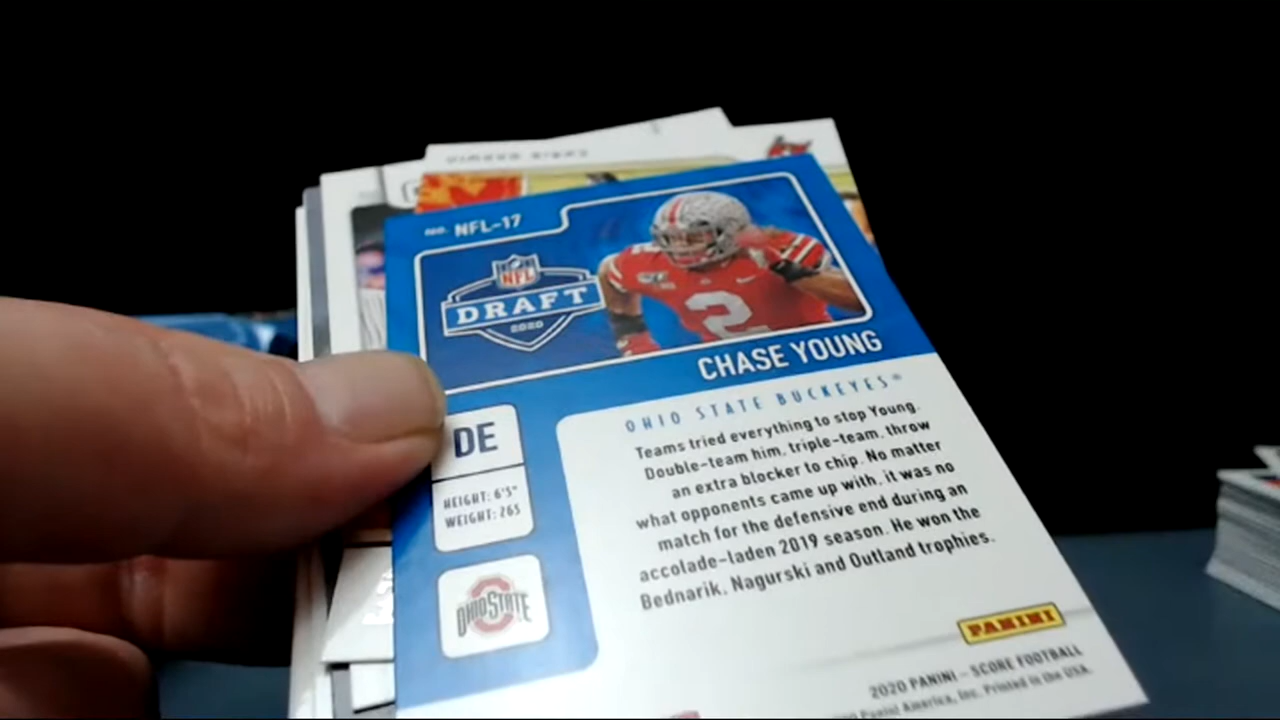 NO. NFL-17
NFL
DRAFT
2020
2
CHASE YOUNG
OHIO STATE BUCKEYES®
DE
HEIGHT: 6'5"
WEIGHT: 265
OHIO STATE
Teams tried everything to stop Young.
Double-team him, triple-team, throw
an extra blocker to chip. No matter
what opponents came up with, it was no
match for the defensive end during an
accolade-laden 2019 season. He won the
Bednarik, Nagurski and Outland trophies.
PANINI
2020 PANINI - SCORE FOOTBALL
Panini America, Inc. Printed in the USA.